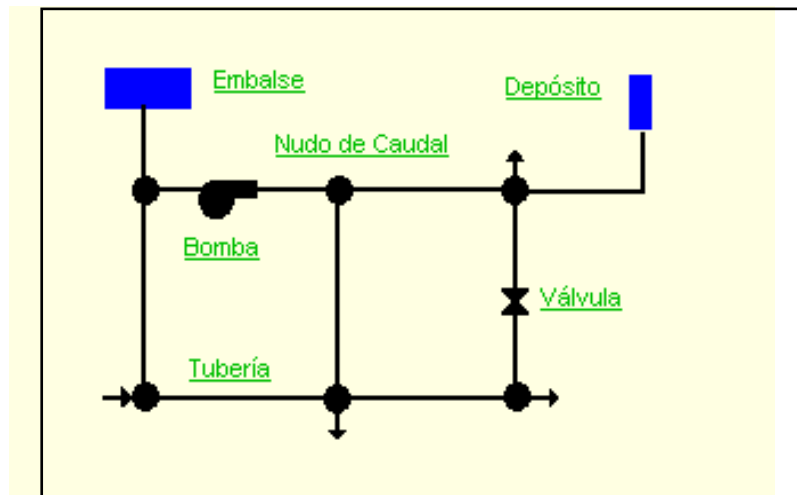 Embalse
Depósito
Nudo de Caudal
Bomba
Válvula
Tubería